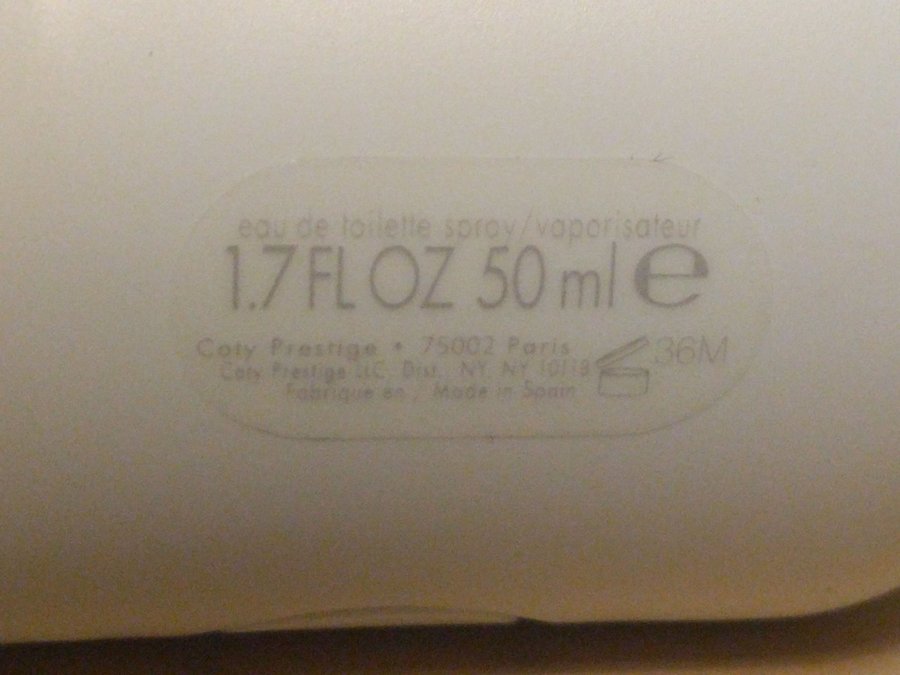 eau de toilette spray/vaporisateur
1.7 FL OZ 50 ml e
Coty Prestige • 75002 Paris
Coty Prestige LLC. Dist., NY, NY 10118
36M
Fabriqué en , Made in Spain